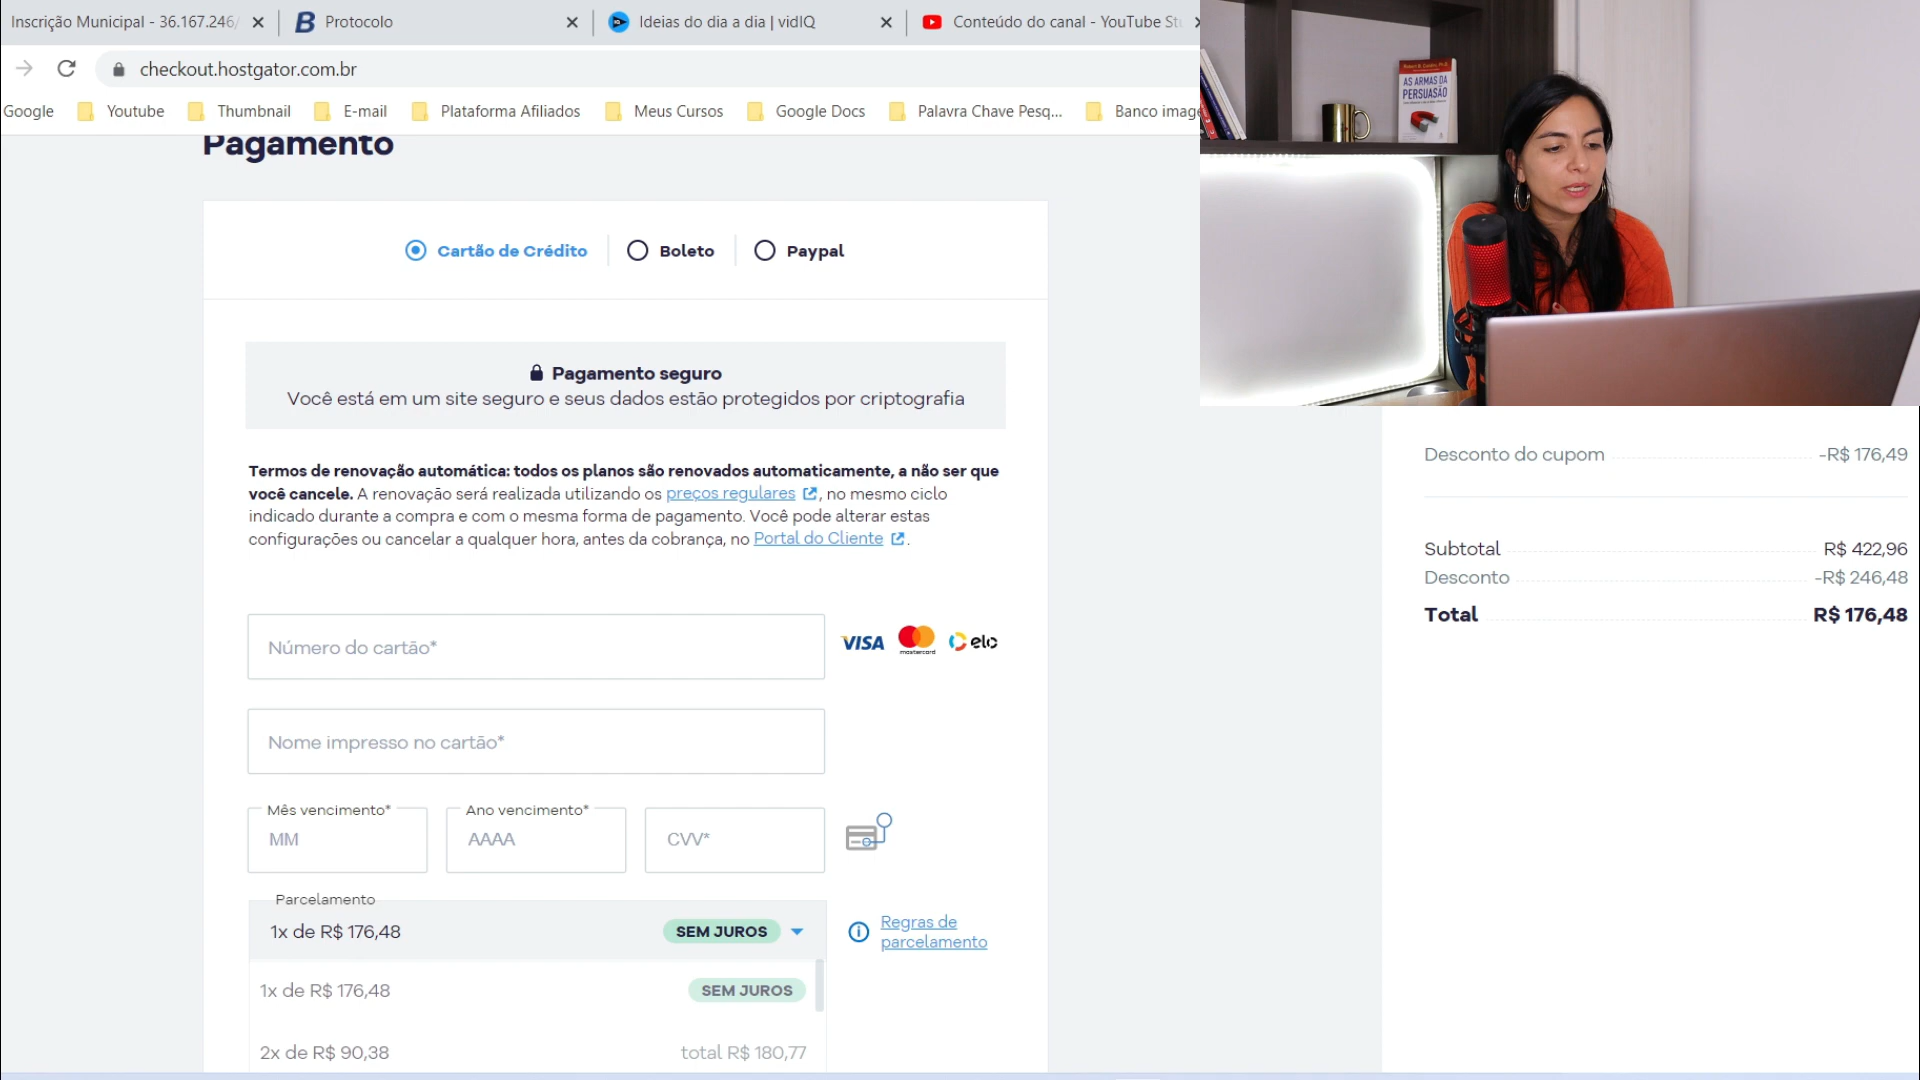 Inscrição Municipal - 36.167.246/
Protocolo
Ideias do dia a dia | vidIQ
Conteúdo do canal - YouTube St
checkout.hostgator.com.br
Google
Youtube
Thumbnail
E-mail
Plataforma Afiliados
Meus Cursos
Google Docs
Palavra Chave Pesq...
Banco image
AS ARMAS DA
PERSUASÃO
Pagamento
Cartão de Crédito
Boleto
Paypal
Pagamento seguro
Você está em um site seguro e seus dados estão protegidos por criptografia
Termos de renovação automática: todos os planos são renovados automaticamente, a não ser que
você cancele. A renovação será realizada utilizando os preços regulares, no mesmo ciclo
indicado durante a compra e com o mesma forma de pagamento. Você pode alterar estas
configurações ou cancelar a qualquer hora, antes da cobrança, no Portal do Cliente.
Número do cartão*
VISA
mastercard
elo
Nome impresso no cartão*
Mês vencimento*
MM
Ano vencimento*
AAAA
CVV*
Parcelamento
1x de R$ 176,48
SEM JUROS
Regras de
parcelamento
1x de R$ 176,48
SEM JUROS
2x de R$ 90,38
total R$ 180,77
Desconto do cupom
-R$ 176,49
Subtotal
R$ 422,96
Desconto
-R$ 246,48
Total
R$ 176,48